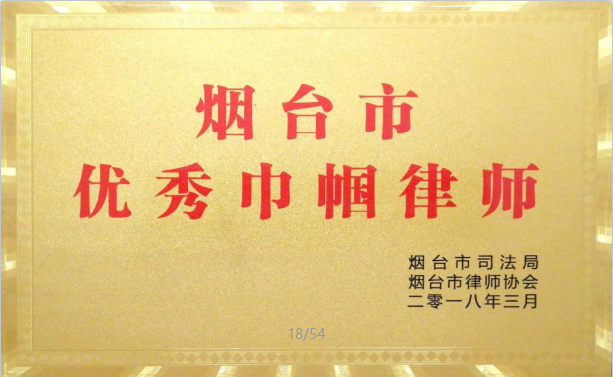 烟台市
优秀巾帼律师
烟台市司法局
烟台市律师协会
二零一八年三月
18/54